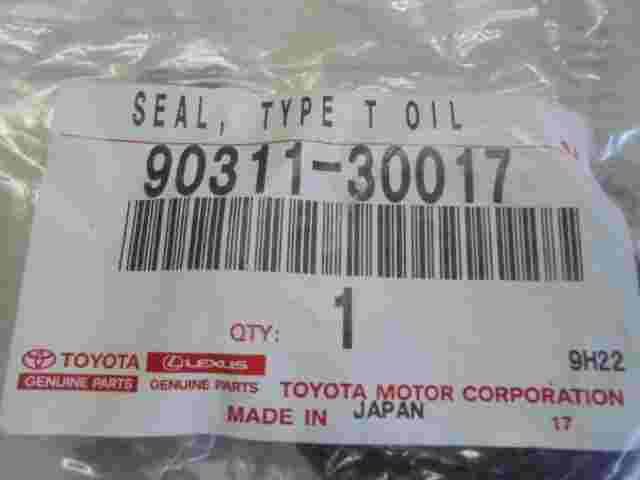 SEAL, TYPE T OIL
90311-30017
QTY: 1
9H22
TOYOTA LEXUS
GENUINE PARTS GENUINE PARTS TOYOTA MOTOR CORPORATION
MADE IN JAPAN 17